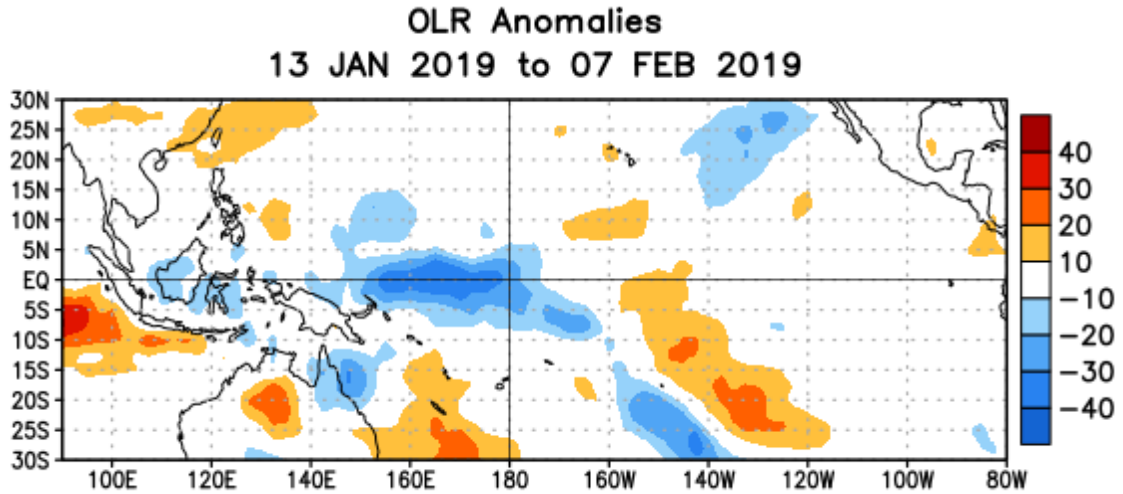 OLR Anomalies
13 JAN 2019 to 07 FEB 2019
30N
25N
20N
15N
10N
5N
EQ
5S
10S
15S
20S
25S
30S
100E 120E 140E 160E 180 160W 140W 120W 100W 80W
40
30
20
10
−10
−20
−30
−40